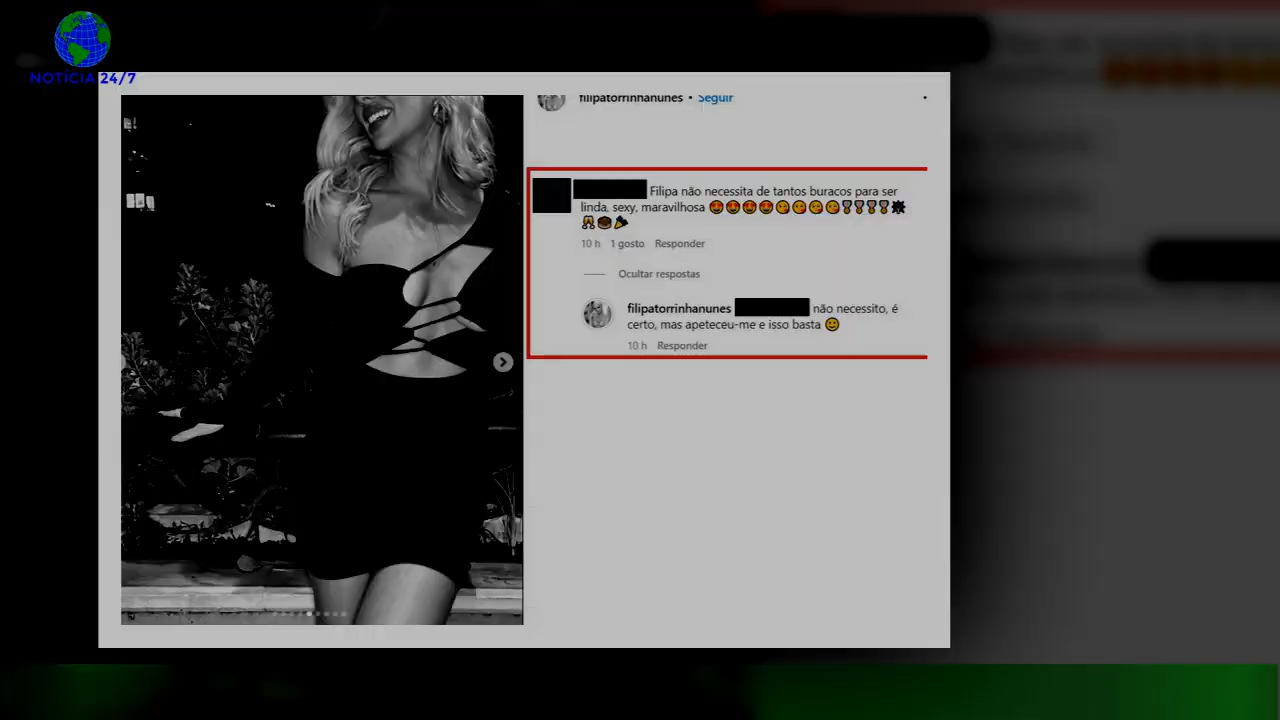 NOTÍCIA 24/7
filipatorrinhanunes • Seguir
Filipa não necessita de tantos buracos para ser
linda, sexy, maravilhosa 🤩🤩🤩🤩😘😘😘😘🎖🎖🎖🎖💥
🥂🎂🎉
10 h 1 gosto Responder
Ocultar respostas
filipatorrinhanunes não necessito, é
certo, mas apeteceu-me e isso basta 🙂
10 h Responder